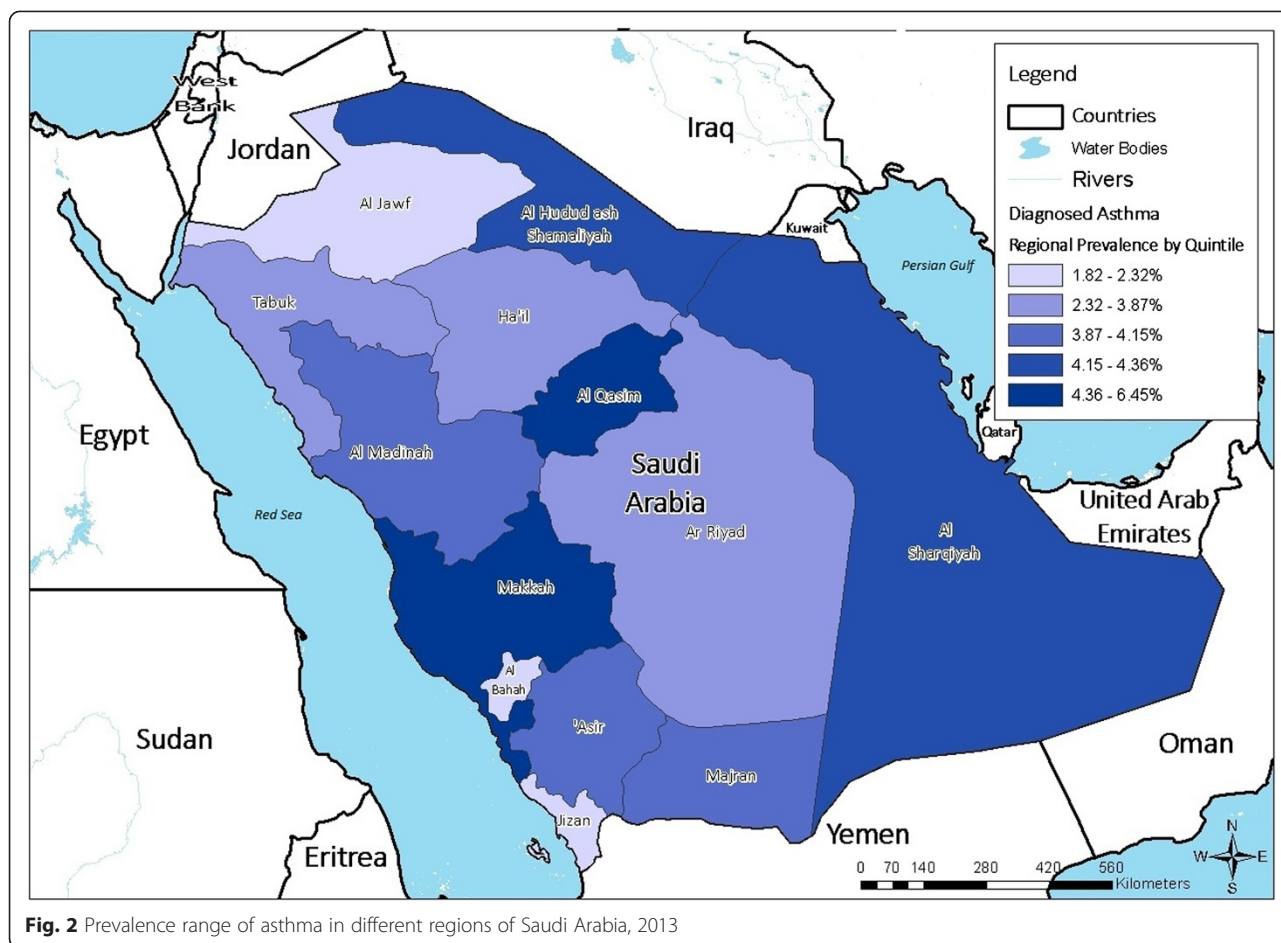 West
Bank
Jordan
Iraq
Al Jawf
Al Hudud ash
Shamaliyah
Kuwait
Persian Gulf
Tabuk
Ha'il
Al Qasim
Egypt
Al Madinah
Saudi
Arabia
Ar Riyad
Qatar
United Arab
Emirates
Red Sea
Al
Sharqiyah
Makkah
Al
Bahah
'Asir
Sudan
Majran
Oman
Jizan
Yemen
Eritrea
Legend
Countries
Water Bodies
Rivers
Diagnosed Asthma
Regional Prevalence by Quintile
1.82 - 2.32%
2.32 - 3.87%
3.87 - 4.15%
4.15 - 4.36%
4.36 - 6.45%
N
W E
S
0 70 140 280 420 560
Kilometers
Fig. 2 Prevalence range of asthma in different regions of Saudi Arabia, 2013